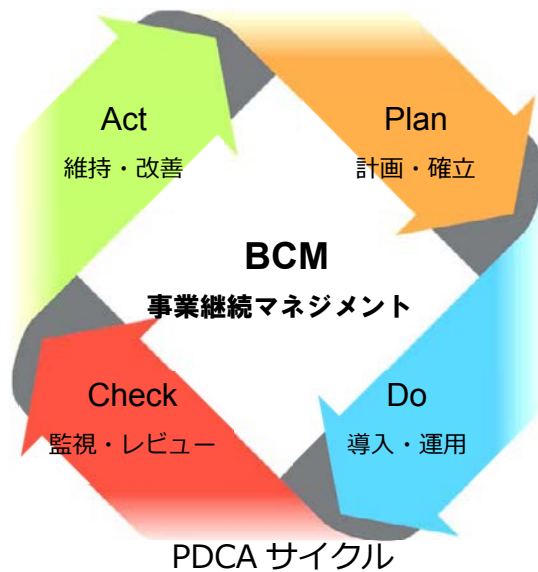 Act
維持・改善
Plan
計画・確立
BCM
事業継続マネジメント
Check
監視・レビュー
Do
導入・運用
PDCA サイクル